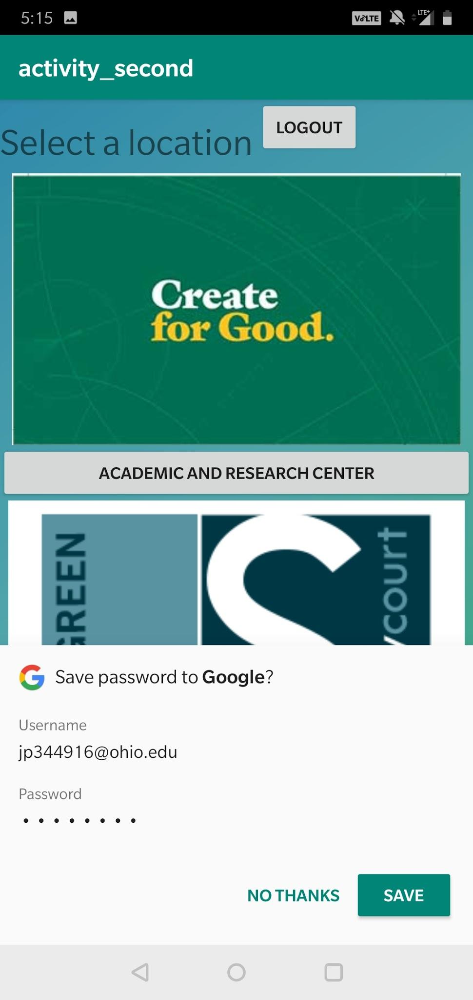 5:15
VoLTE LTE+
activity_second
Select a location
LOGOUT
Create
for Good.
ACADEMIC AND RESEARCH CENTER
S
court
Save password to Google?
Username
jp344916@ohio.edu
Password
••••••••
NO THANKS
SAVE